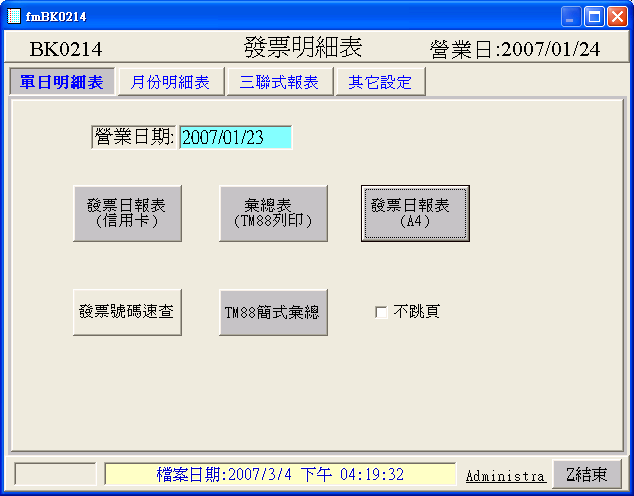 fmBK0214
BK0214 發票明細表 營業日:2007/01/24
單日明細表 月份明細表 三聯式報表 其它設定
營業日期: 2007/01/23
發票日報表 彙總表 發票日報表
(信用卡) (TM88列印) (A4)
發票號碼速查 TM88簡式彙總 不跳頁
檔案日期:2007/3/4 下午 04:19:32 Administra Z結束